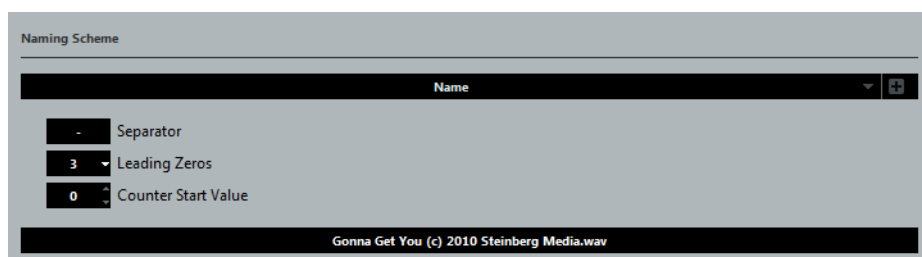 Naming Scheme
Name
- Separator
3 Leading Zeros
0 Counter Start Value
Gonna Get You (c) 2010 Steinberg Media.wav